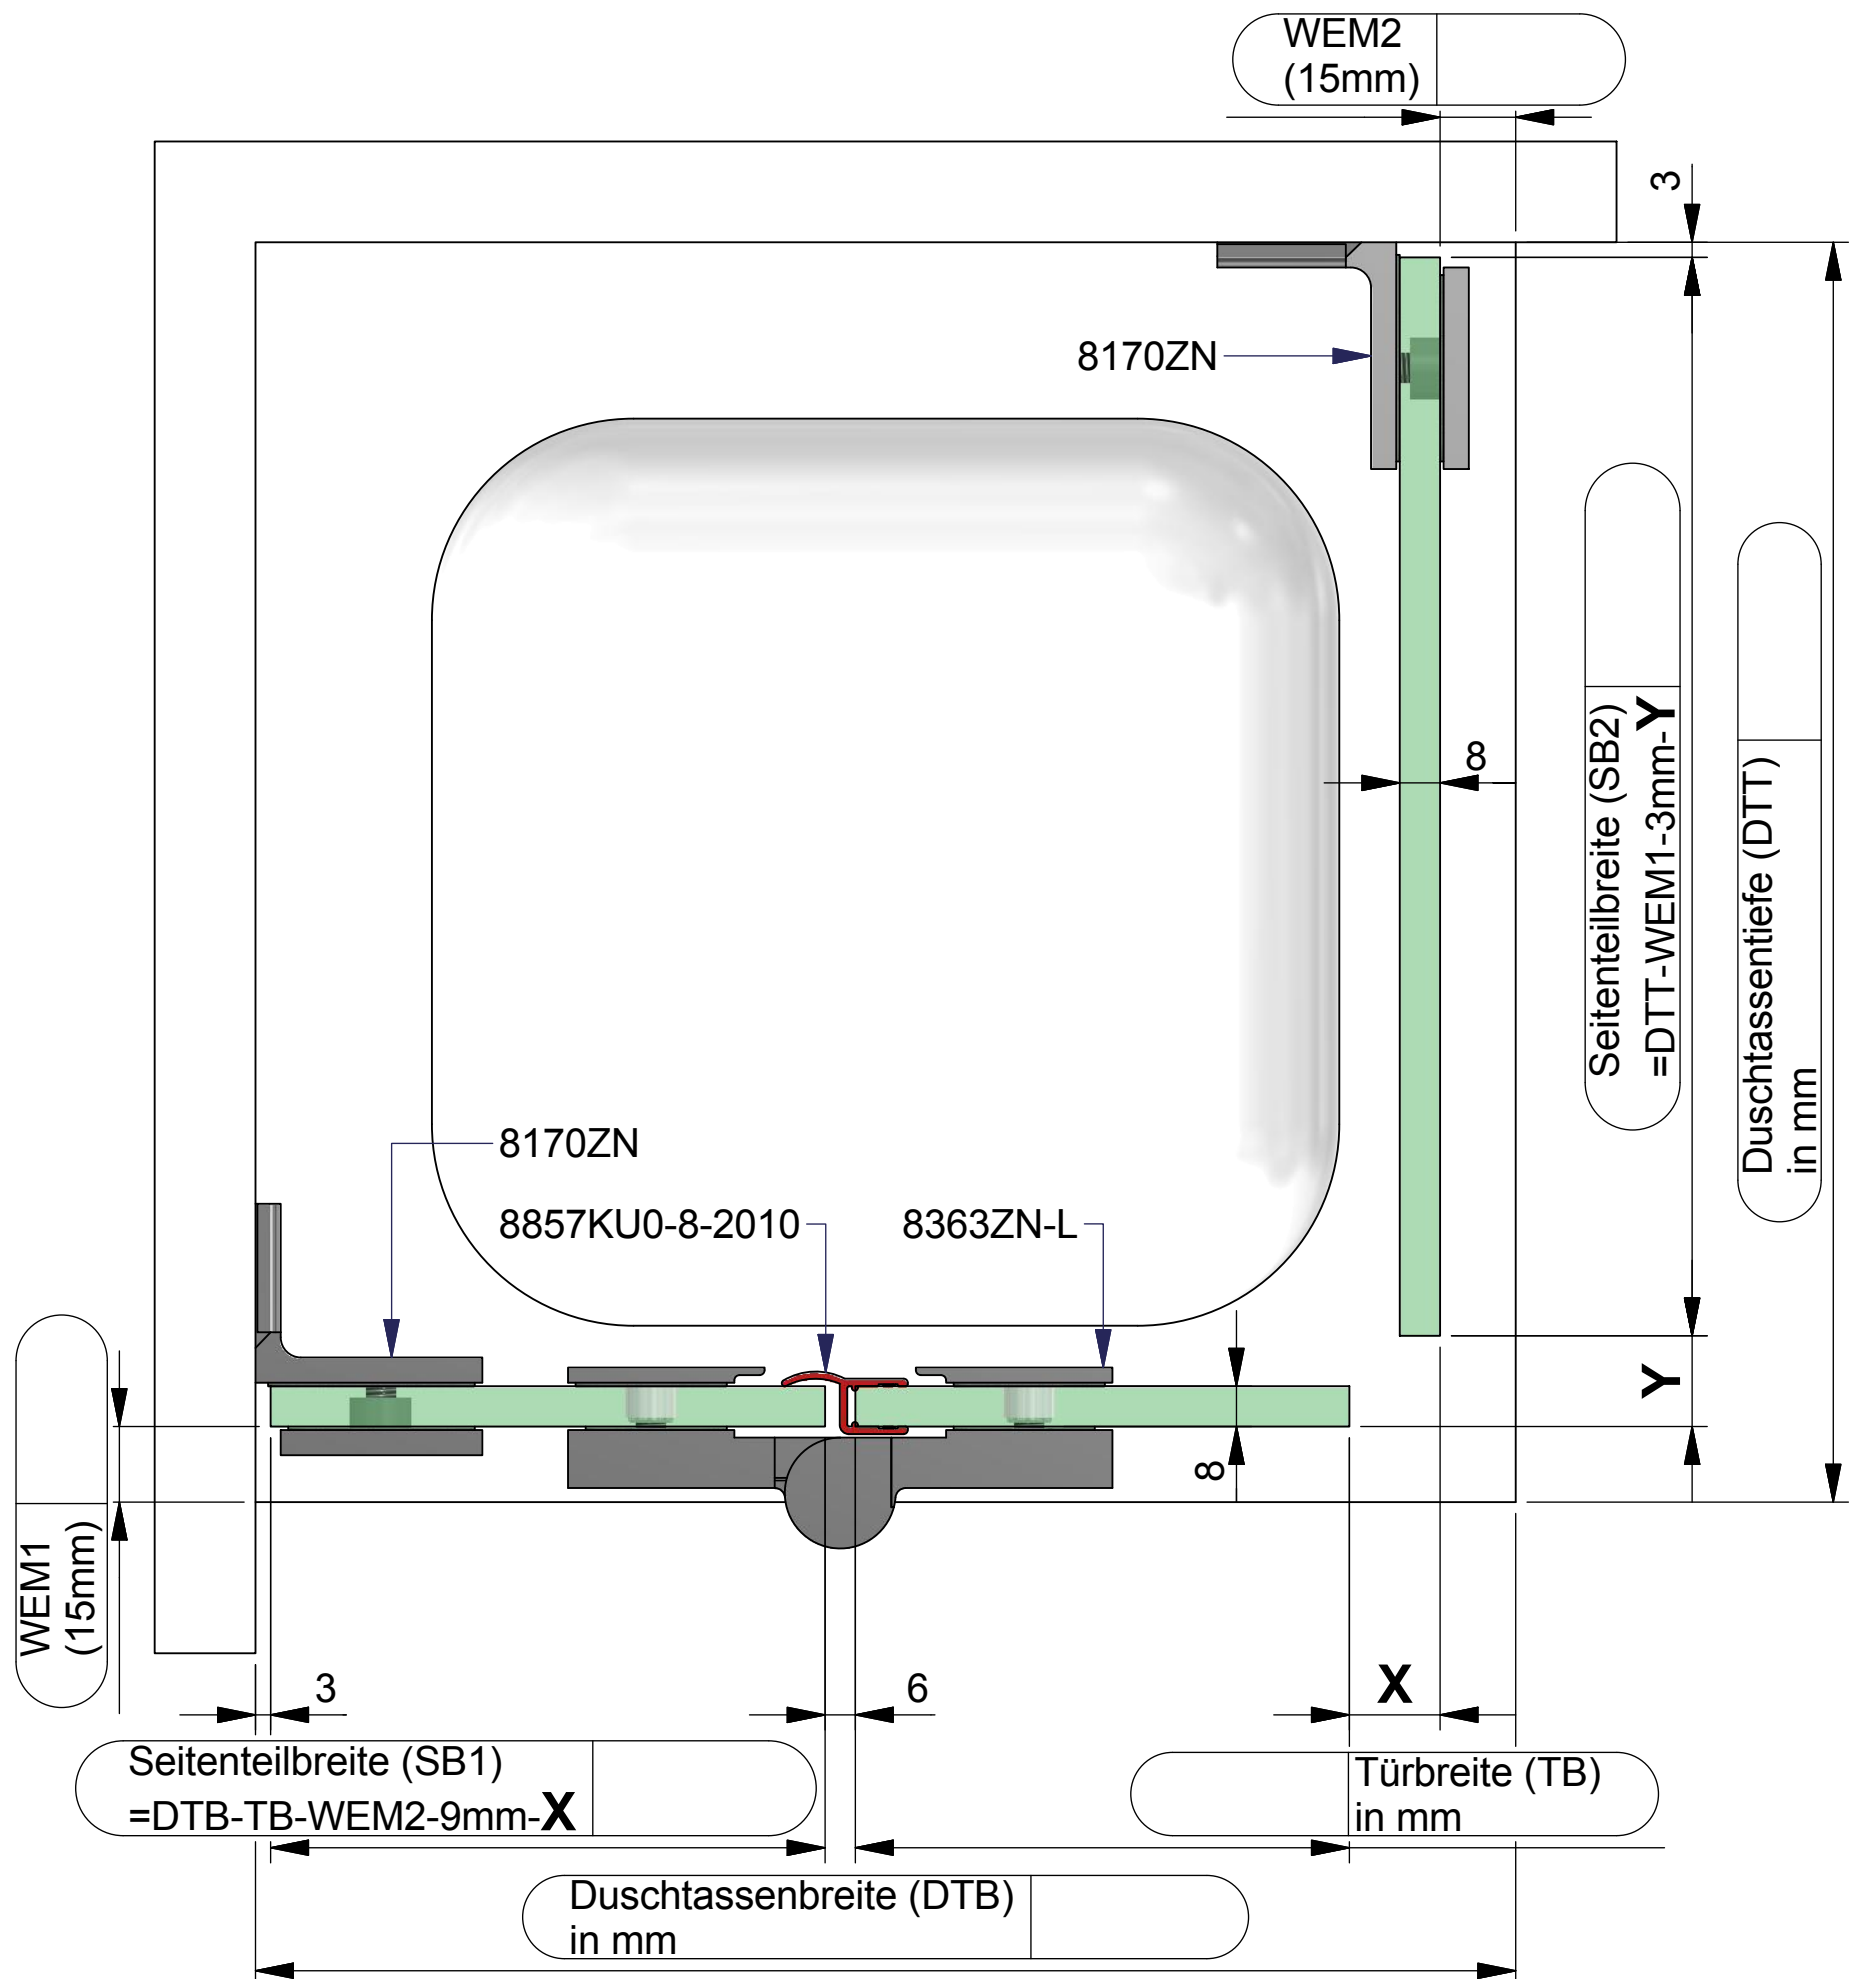 WEM2
(15mm)
3
8170ZN
8
Seitenteilbreite (SB2)
=DTT-WEM1-3mm-Y
Duschtassentiefe (DTT)
in mm
8170ZN
8857KU0-8-2010
8363ZN-L
Y
8
WEM1
(15mm)
3
6
X
Seitenteilbreite (SB1)
=DTB-TB-WEM2-9mm-X
Türbreite (TB)
in mm
Duschtassenbreite (DTB)
in mm